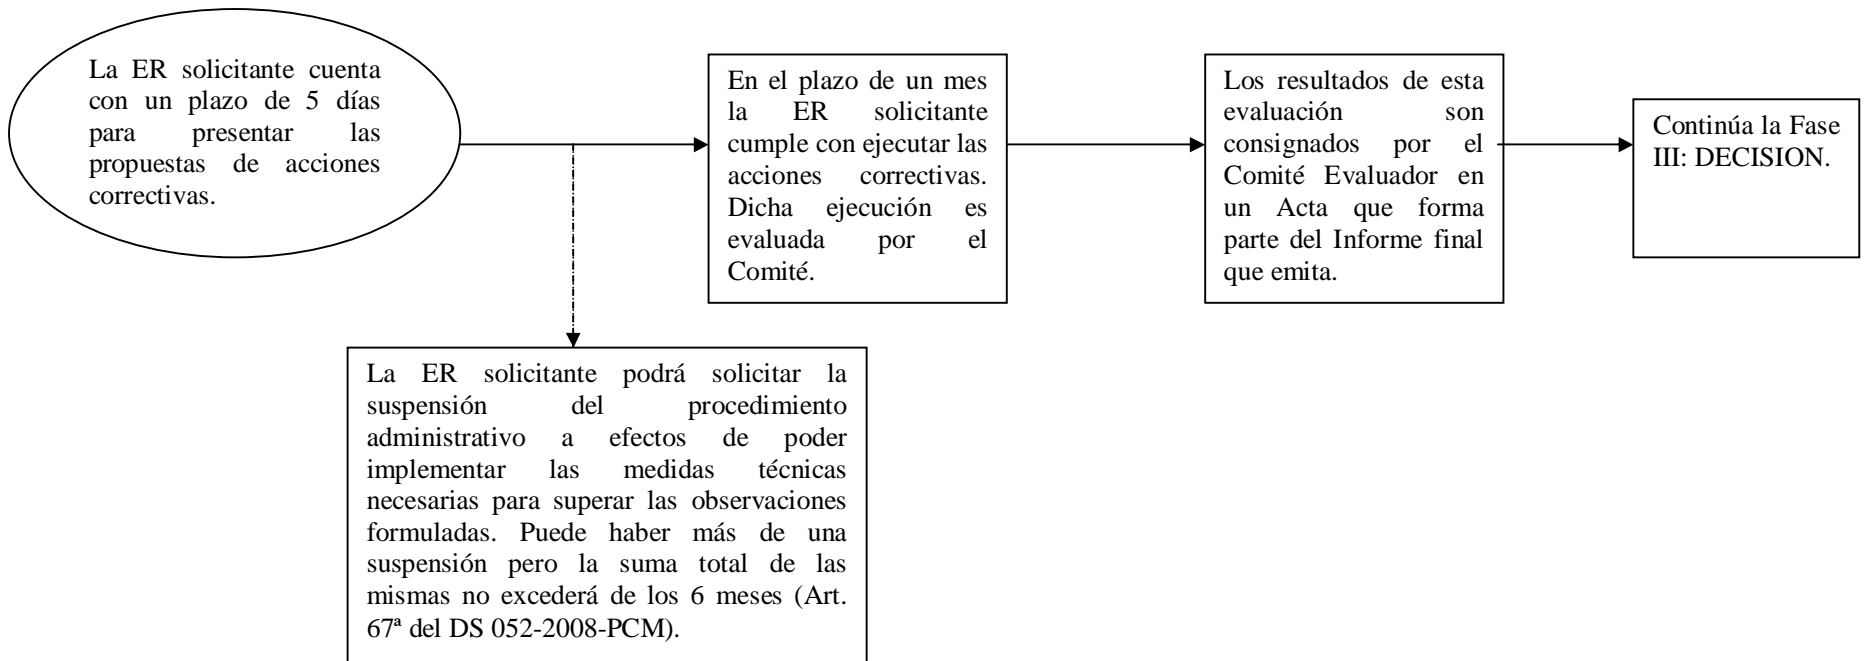 La ER solicitante cuenta
con un plazo de 5 días
para presentar las
propuestas de acciones
correctivas.
En el plazo de un mes
la ER solicitante
cumple con ejecutar las
acciones correctivas.
Dicha ejecución es
evaluada por el
Comité.
Los resultados de esta
evaluación son
consignados por el
Comité Evaluador en
un Acta que forma
parte del Informe final
que emita.
Continúa la Fase
III: DECISION.
La ER solicitante podrá solicitar la
suspensión del procedimiento
administrativo a efectos de poder
implementar las medidas técnicas
necesarias para superar las observaciones
formuladas. Puede haber más de una
suspensión pero la suma total de las
mismas no excederá de los 6 meses (Art.
67ª del DS 052-2008-PCM).